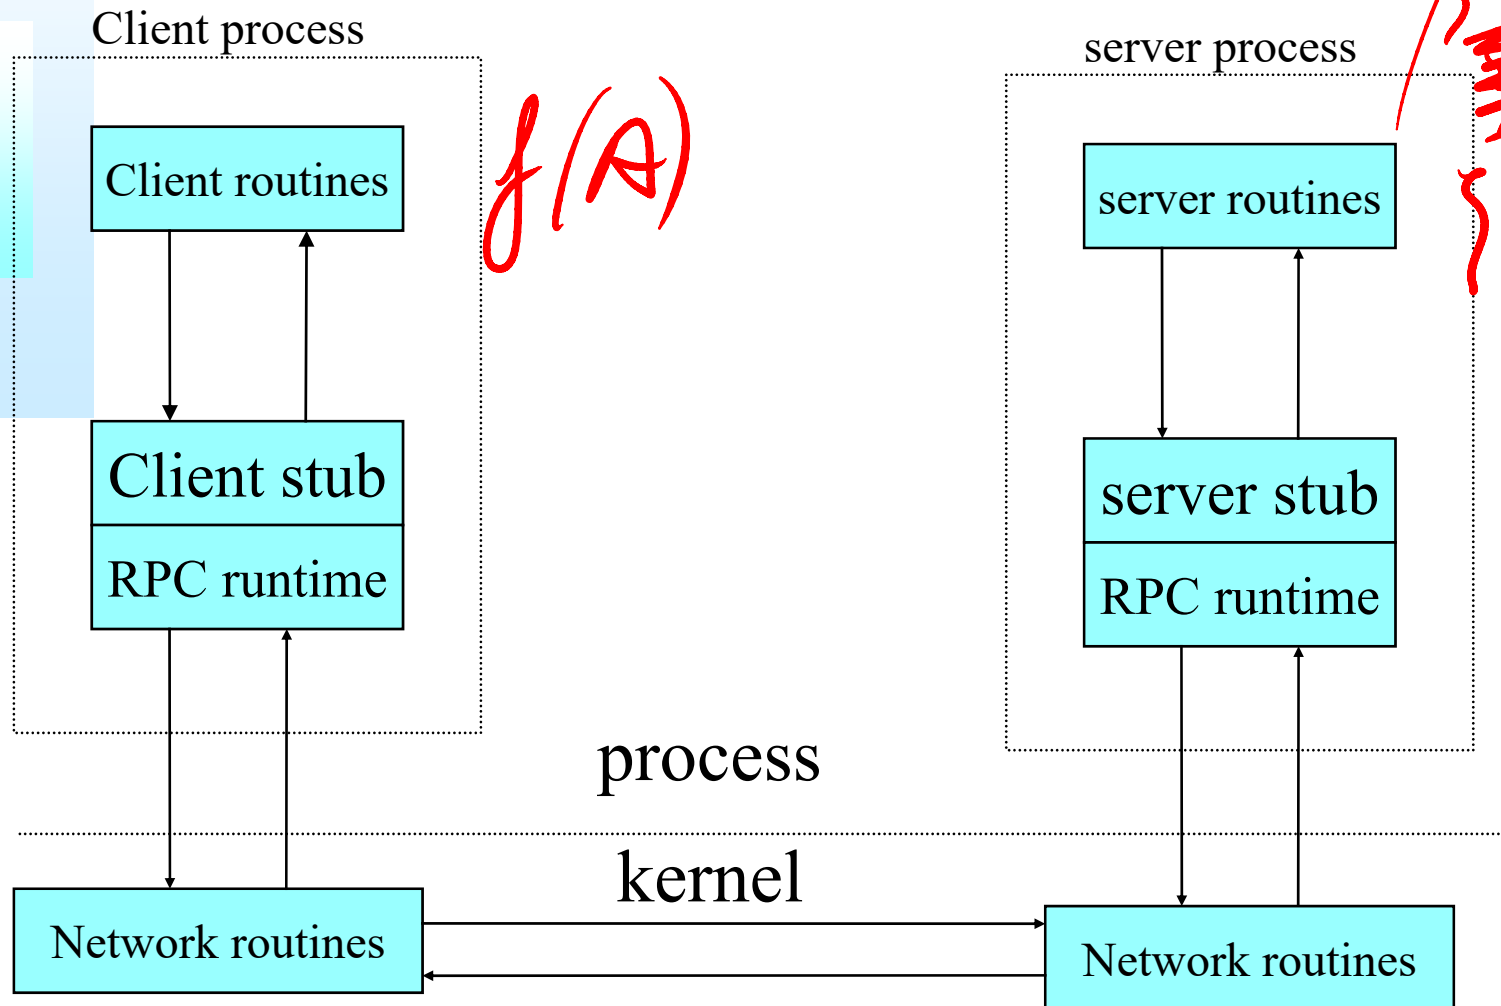 Client process
server process
f(A)
Client routines
server routines
Client stub
server stub
RPC runtime
RPC runtime
process
kernel
Network routines
Network routines